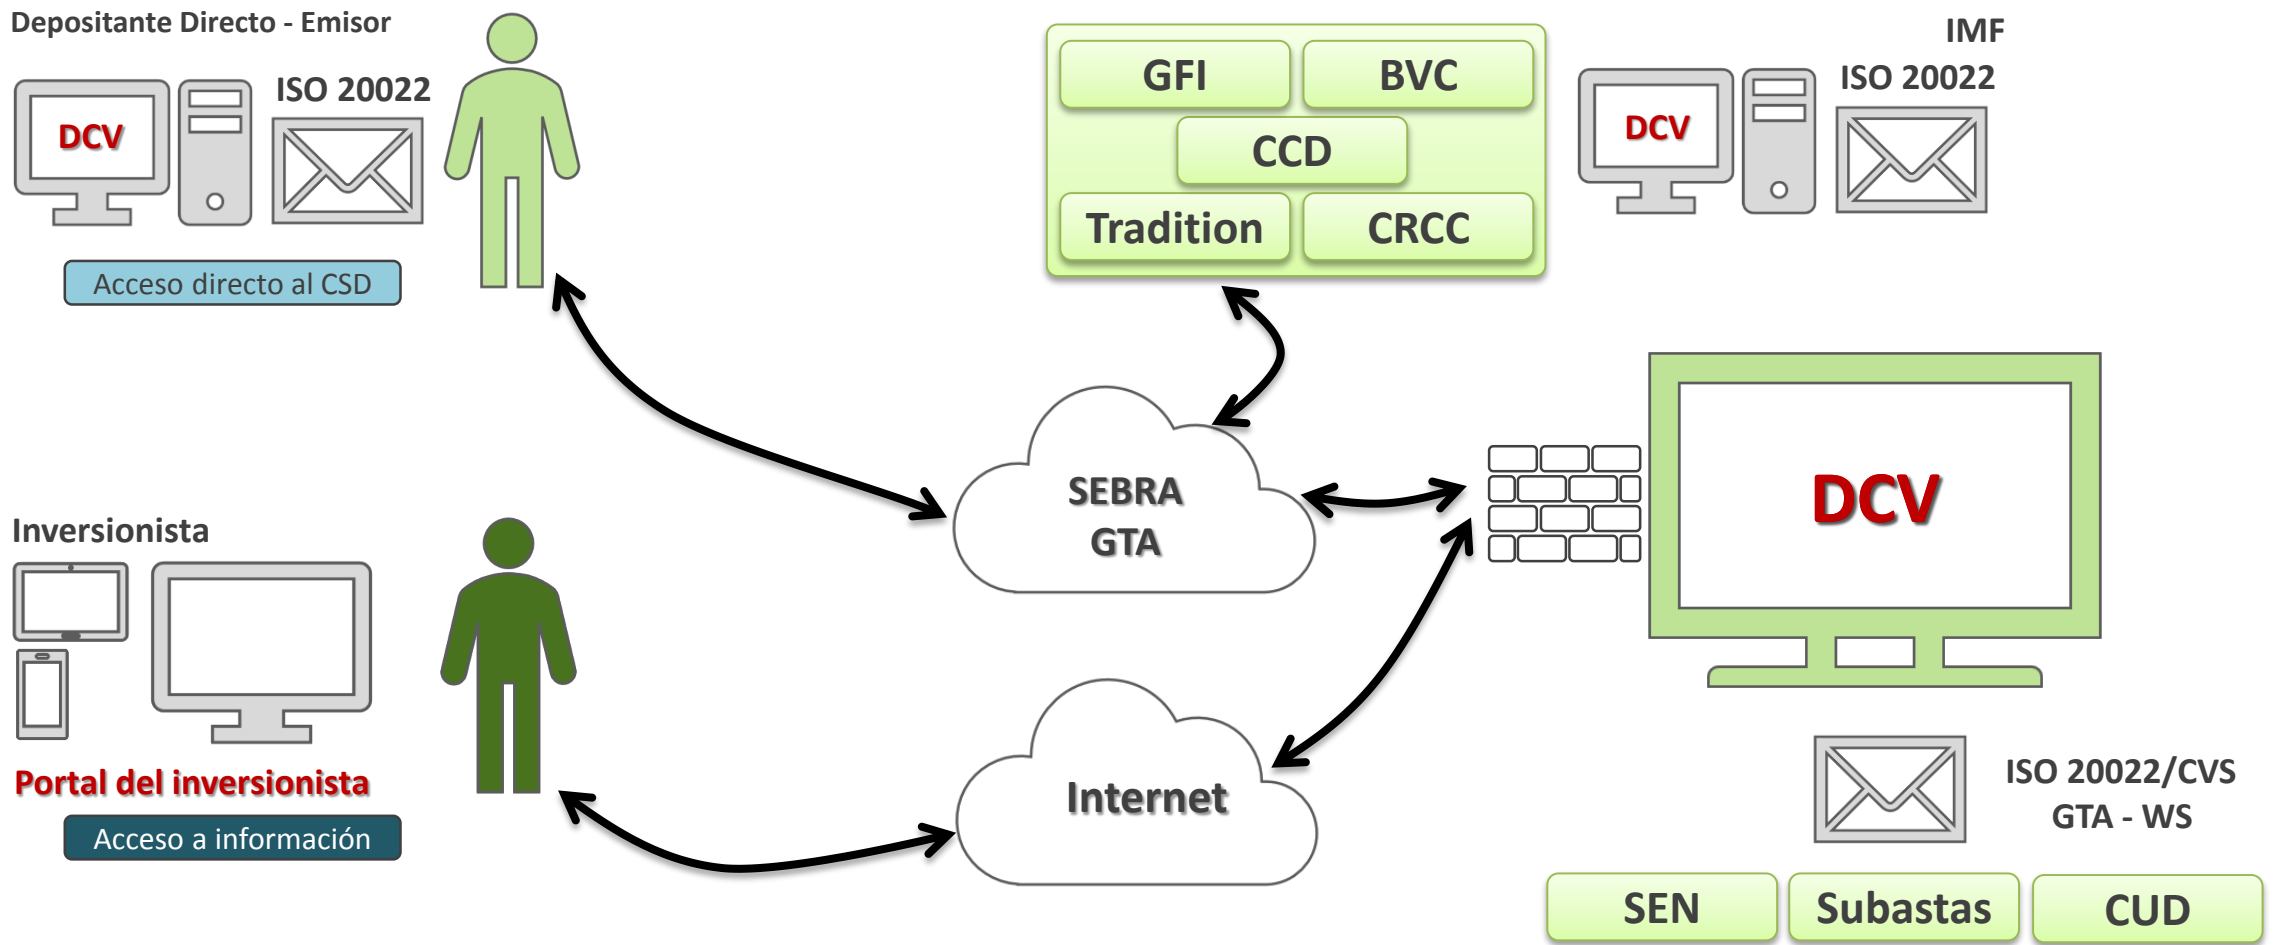 Depositante Directo - Emisor
ISO 20022
DCV
Acceso directo al CSD
GFI
BVC
CCD
Tradition
CRCC
IMF
ISO 20022
DCV
SEBRA
GTA
DCV
Inversionista
Portal del inversionista
Acceso a información
Internet
ISO 20022/CVS
GTA - WS
SEN
Subastas
CUD